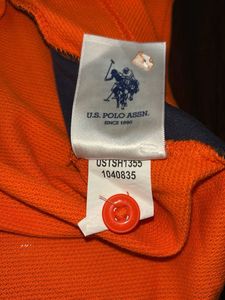 U.S. POLO ASSN.
SINCE 1890
USTSH1355
1040835